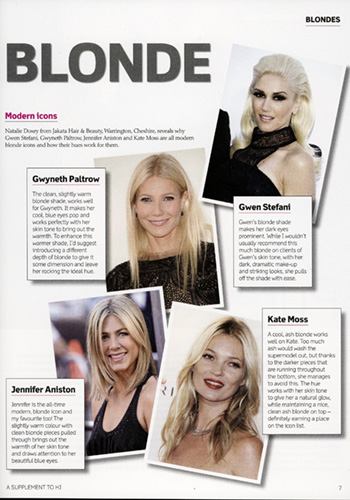 BLONDES
BLONDE
Modern icons
Natalie Dowey from Jakata Hair & Beauty, Warrington, Cheshire, reveals why
Gwen Stefani, Gwyneth Paltrow, Jennifer Aniston and Kate Moss are all modern
blonde icons and how their hues work for them.
Gwyneth Paltrow
The clean, slightly warm
blonde shade, works well
for Gwyneth. It makes her
cool, blue eyes pop and
works perfectly with her
skin tone to bring out the
warmth. To enhance this
warmer shade, I'd suggest
introducing a different
depth of blonde to give it
some dimension and leave
her rocking the ideal hue.
Gwen Stefani
Gwen's blonde shade
makes her dark eyes
prominent. While I wouldn't
usually recommend this
much blonde on clients of
Gwen's skin tone, with her
dark, dramatic make-up
and striking looks, she pulls
off the shade with ease.
Kate Moss
A cool, ash blonde works
well on Kate. Too much
ash would wash the
supermodel out, but thanks
to the darker pieces that
are running throughout
the bottom, she manages
to avoid this. The hue
works with her skin tone
to give her a natural glow,
while maintaining a nice,
clean ash blonde on top –
definitely earning a place
on the icon list.
Jennifer Aniston
Jennifer is the all-time
modern, blonde icon and
my favourite too! The
slightly warm colour with
clean blonde pieces pulled
through brings out the
warmth of her skin tone
and draws attention to her
beautiful blue eyes.
A SUPPLEMENT TO HJ
7